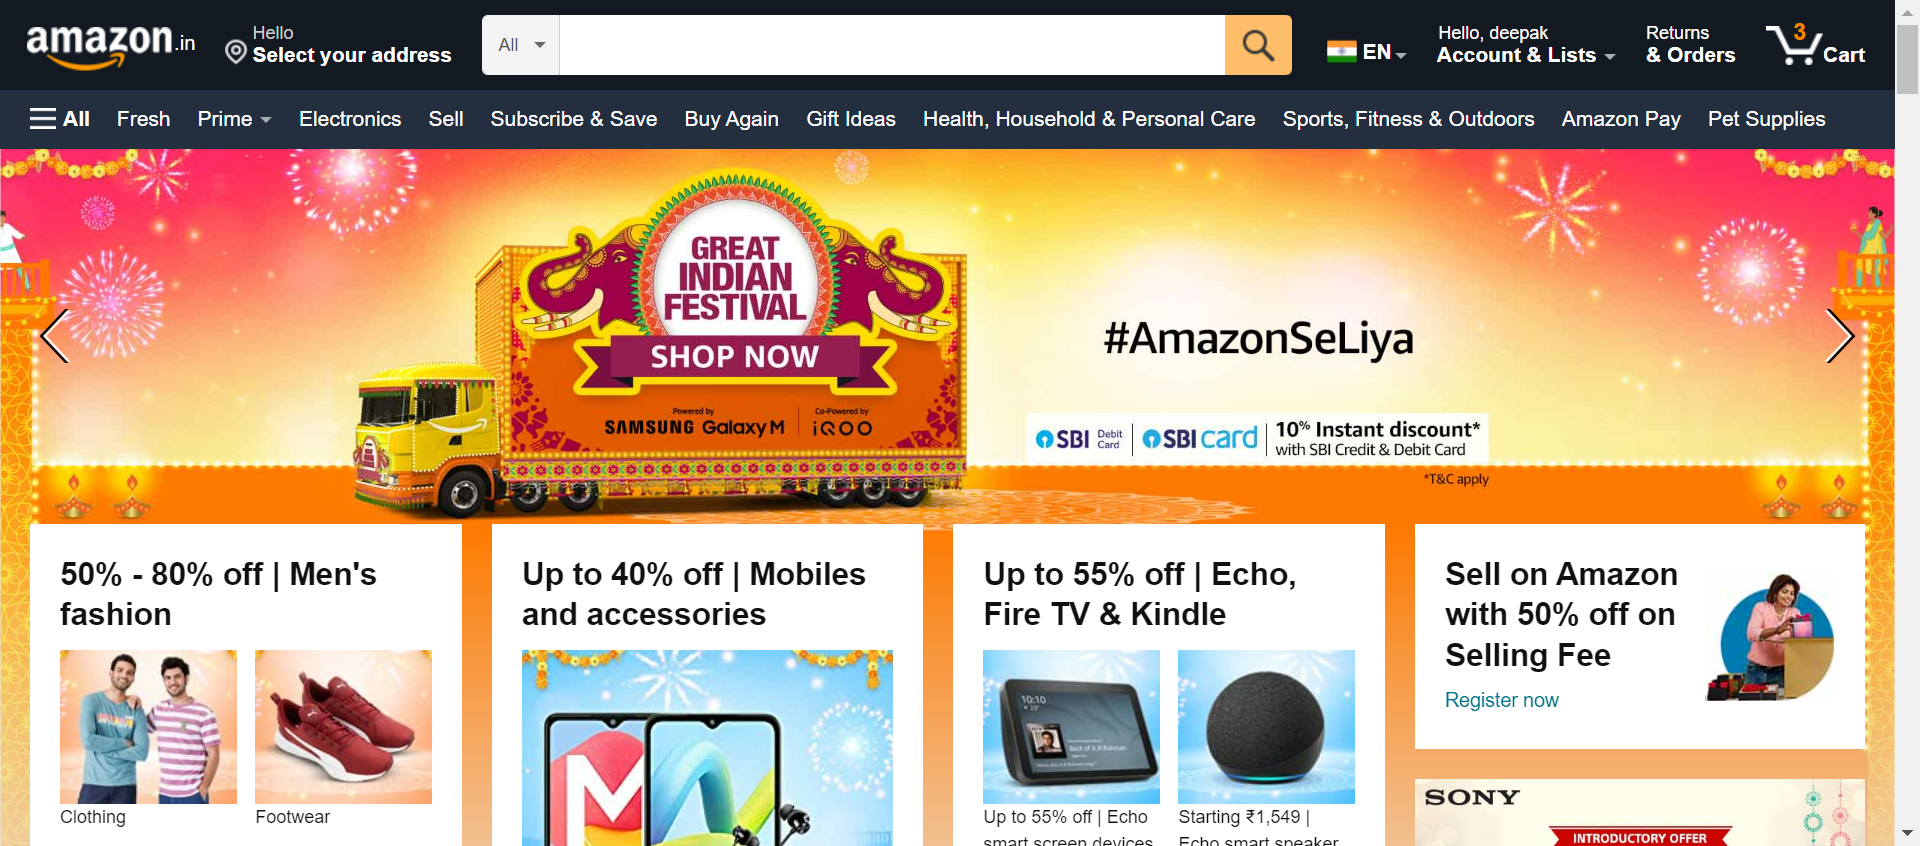 amazon.in
Hello
Select your address
All
EN
Hello, deepak
Account & Lists
Returns
& Orders
3
Cart
All
Fresh
Prime
Electronics
Sell
Subscribe & Save
Buy Again
Gift Ideas
Health, Household & Personal Care
Sports, Fitness & Outdoors
Amazon Pay
Pet Supplies
GREAT
INDIAN
FESTIVAL
SHOP NOW
Powered by
SAMSUNG Galaxy M
Co-Powered by
iQOO
#AmazonSeLiya
SBI Debit
Card
SBI card
10% Instant discount*
with SBI Credit & Debit Card
*T&C apply
50% - 80% off | Men's
fashion
Clothing
Footwear
Up to 40% off | Mobiles
and accessories
Up to 55% off | Echo,
Fire TV & Kindle
10:10
Best of A.R.Rahman
Up to 55% off | Echo
smart screen devices
Starting ₹1,549 |
Echo smart speaker
Sell on Amazon
with 50% off on
Selling Fee
Register now
SONY
INTRODUCTORY OFFER